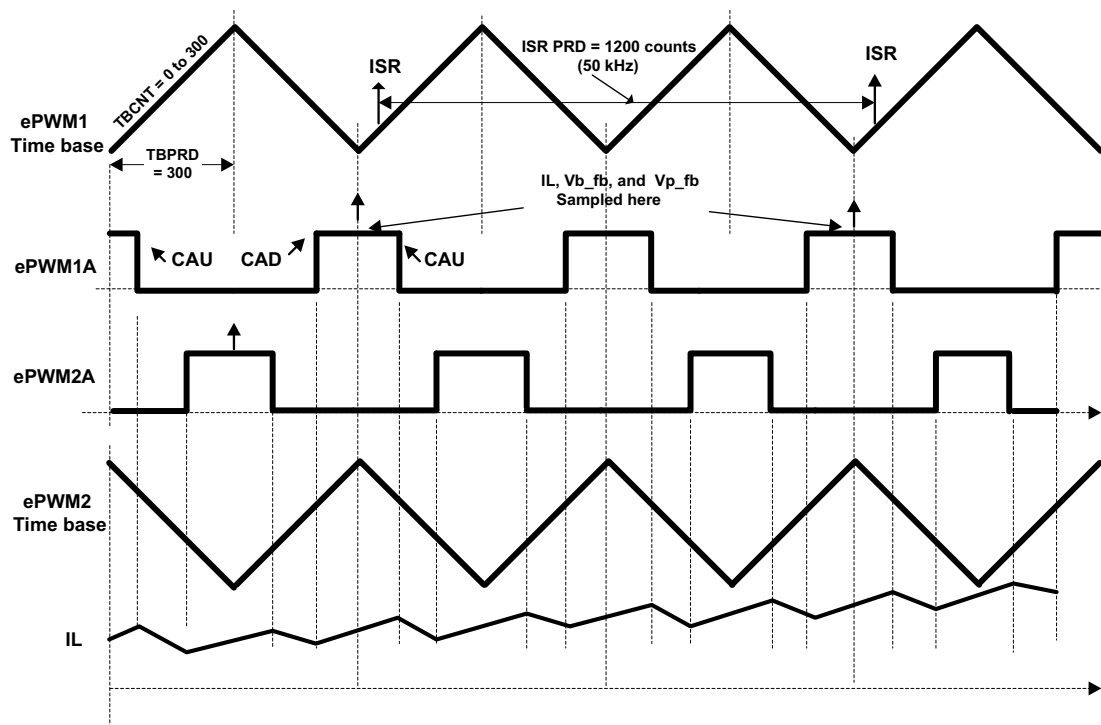 ISR PRD = 1200 counts
(50 kHz)
ISR
ISR
TBCNT = 0 to 300
ePWM1
Time base
TBPRD
= 300
IL, Vb_fb, and Vp_fb
Sampled here
CAU
CAD
CAU
ePWM1A
ePWM2A
ePWM2
Time base
IL